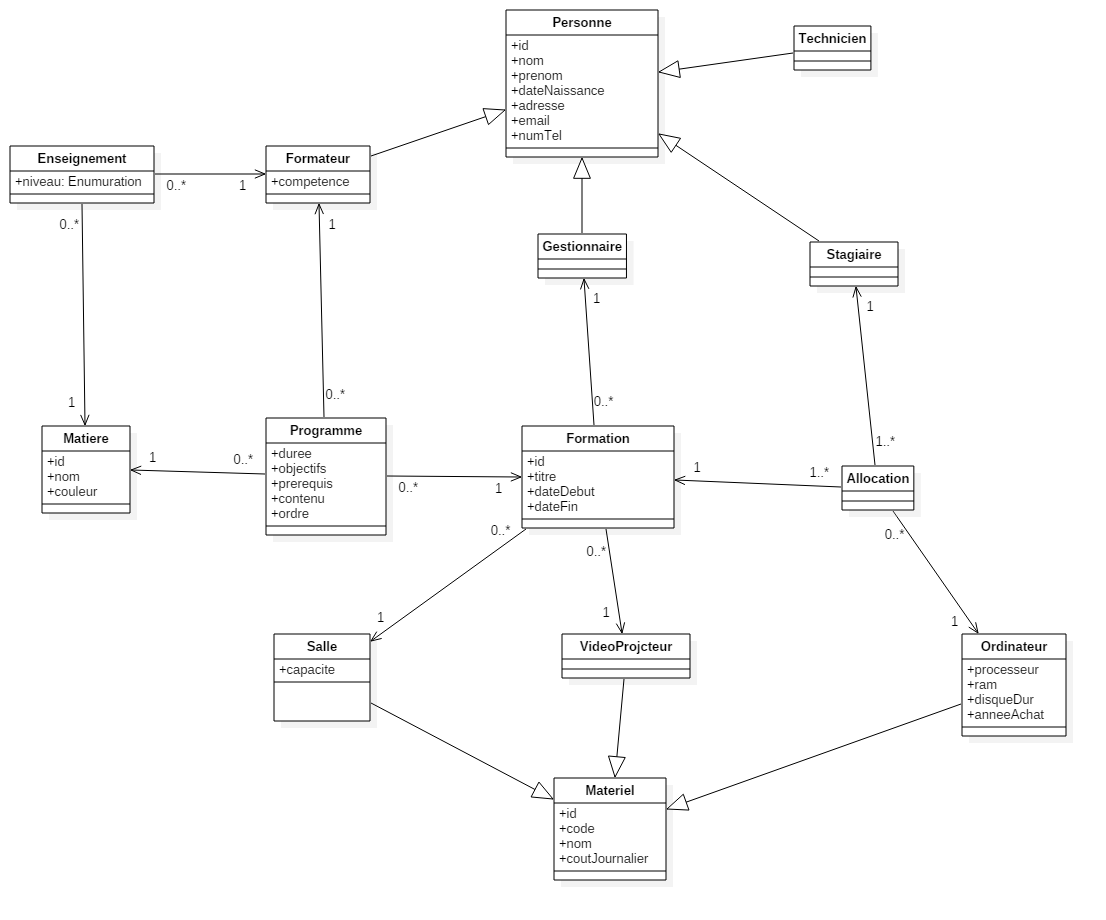 Personne
+id
+nom
+prenom
+dateNaissance
+adresse
+email
+numTel
Technicien
Enseignement
+niveau: Enumuration
0..*
1
Formateur
+competence
0..*
1
Gestionnaire
1
Stagiaire
1
1
0..*
0..*
1..*
Matiere
+id
+nom
+couleur
1
0..*
Programme
+duree
+objectifs
+prerequis
+contenu
+ordre
0..*
1
Formation
+id
+titre
+dateDebut
+dateFin
1
1..*
Allocation
0..*
0..*
0..*
1
1
1
Salle
+capacite
VideoProjcteur
Ordinateur
+processeur
+ram
+disqueDur
+anneeAchat
Materiel
+id
+code
+nom
+coutJournalier